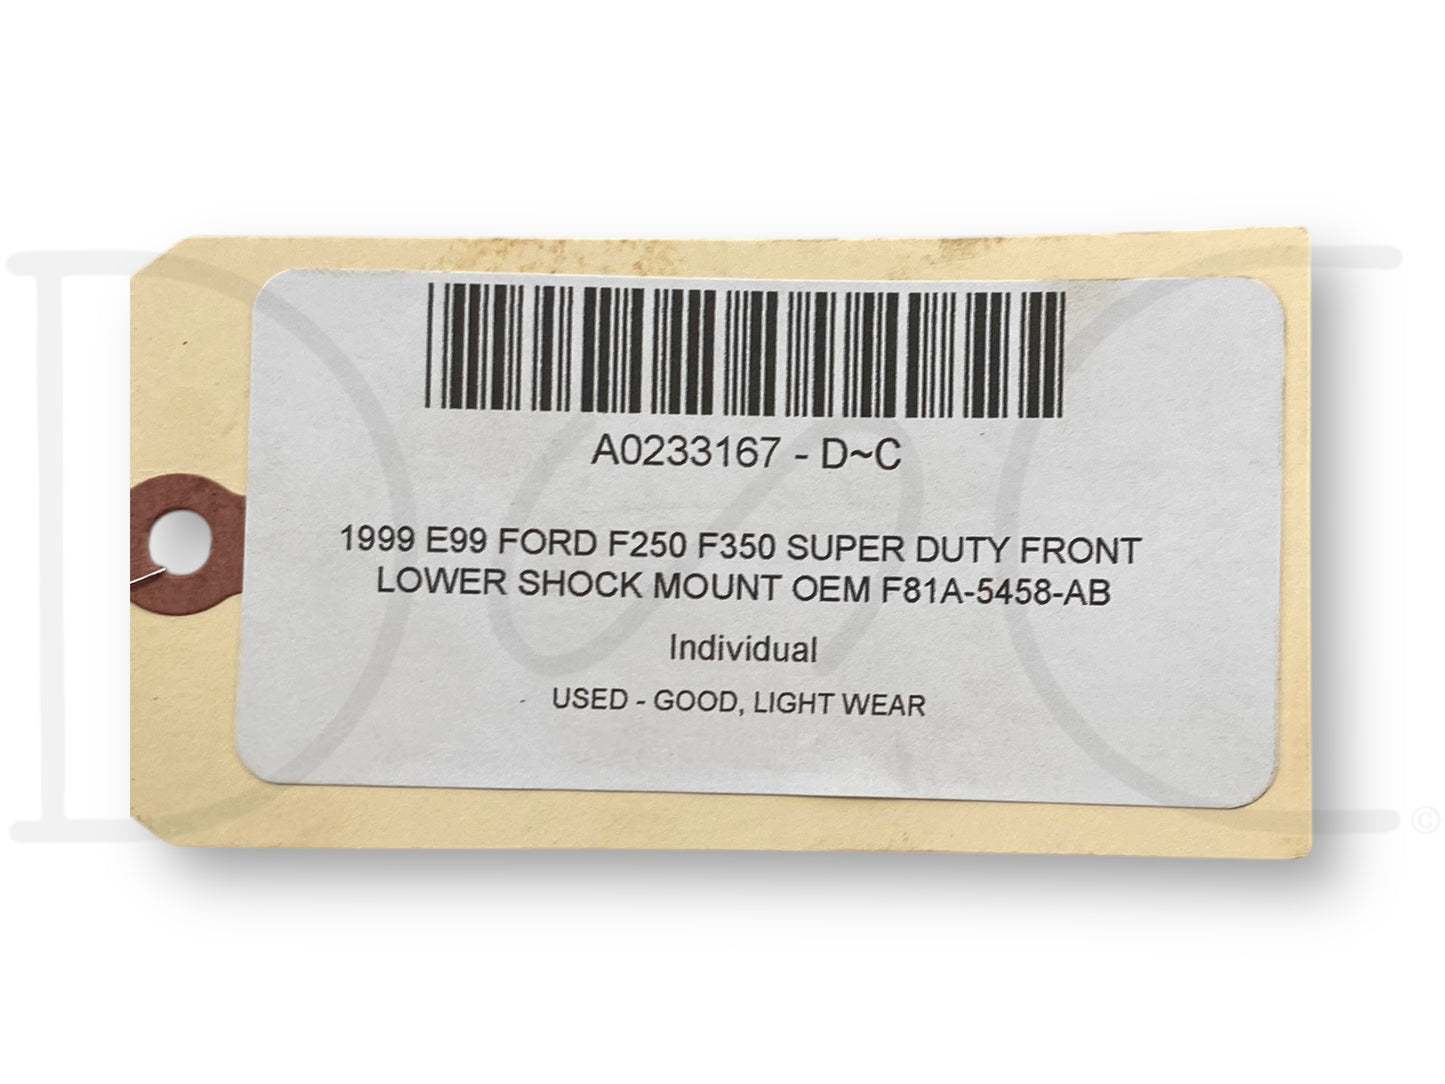 A0233167 - D~C
1999 E99 FORD F250 F350 SUPER DUTY FRONT
LOWER SHOCK MOUNT OEM F81A-5458-AB
Individual
USED - GOOD, LIGHT WEAR
DSC
©